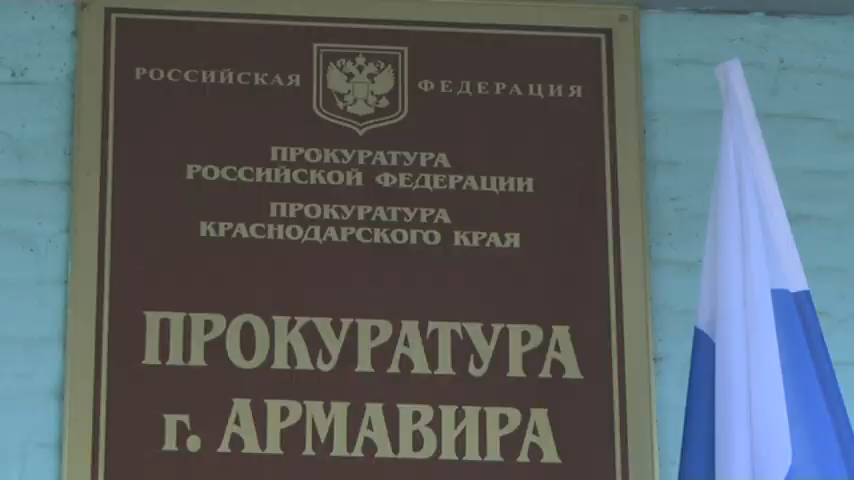 РОССИЙСКАЯ ФЕДЕРАЦИЯ
ПРОКУРАТУРА
РОССИЙСКОЙ ФЕДЕРАЦИИ
ПРОКУРАТУРА
КРАСНОДАРСКОГО КРАЯ
ПРОКУРАТУРА
г. АРМАВИРА